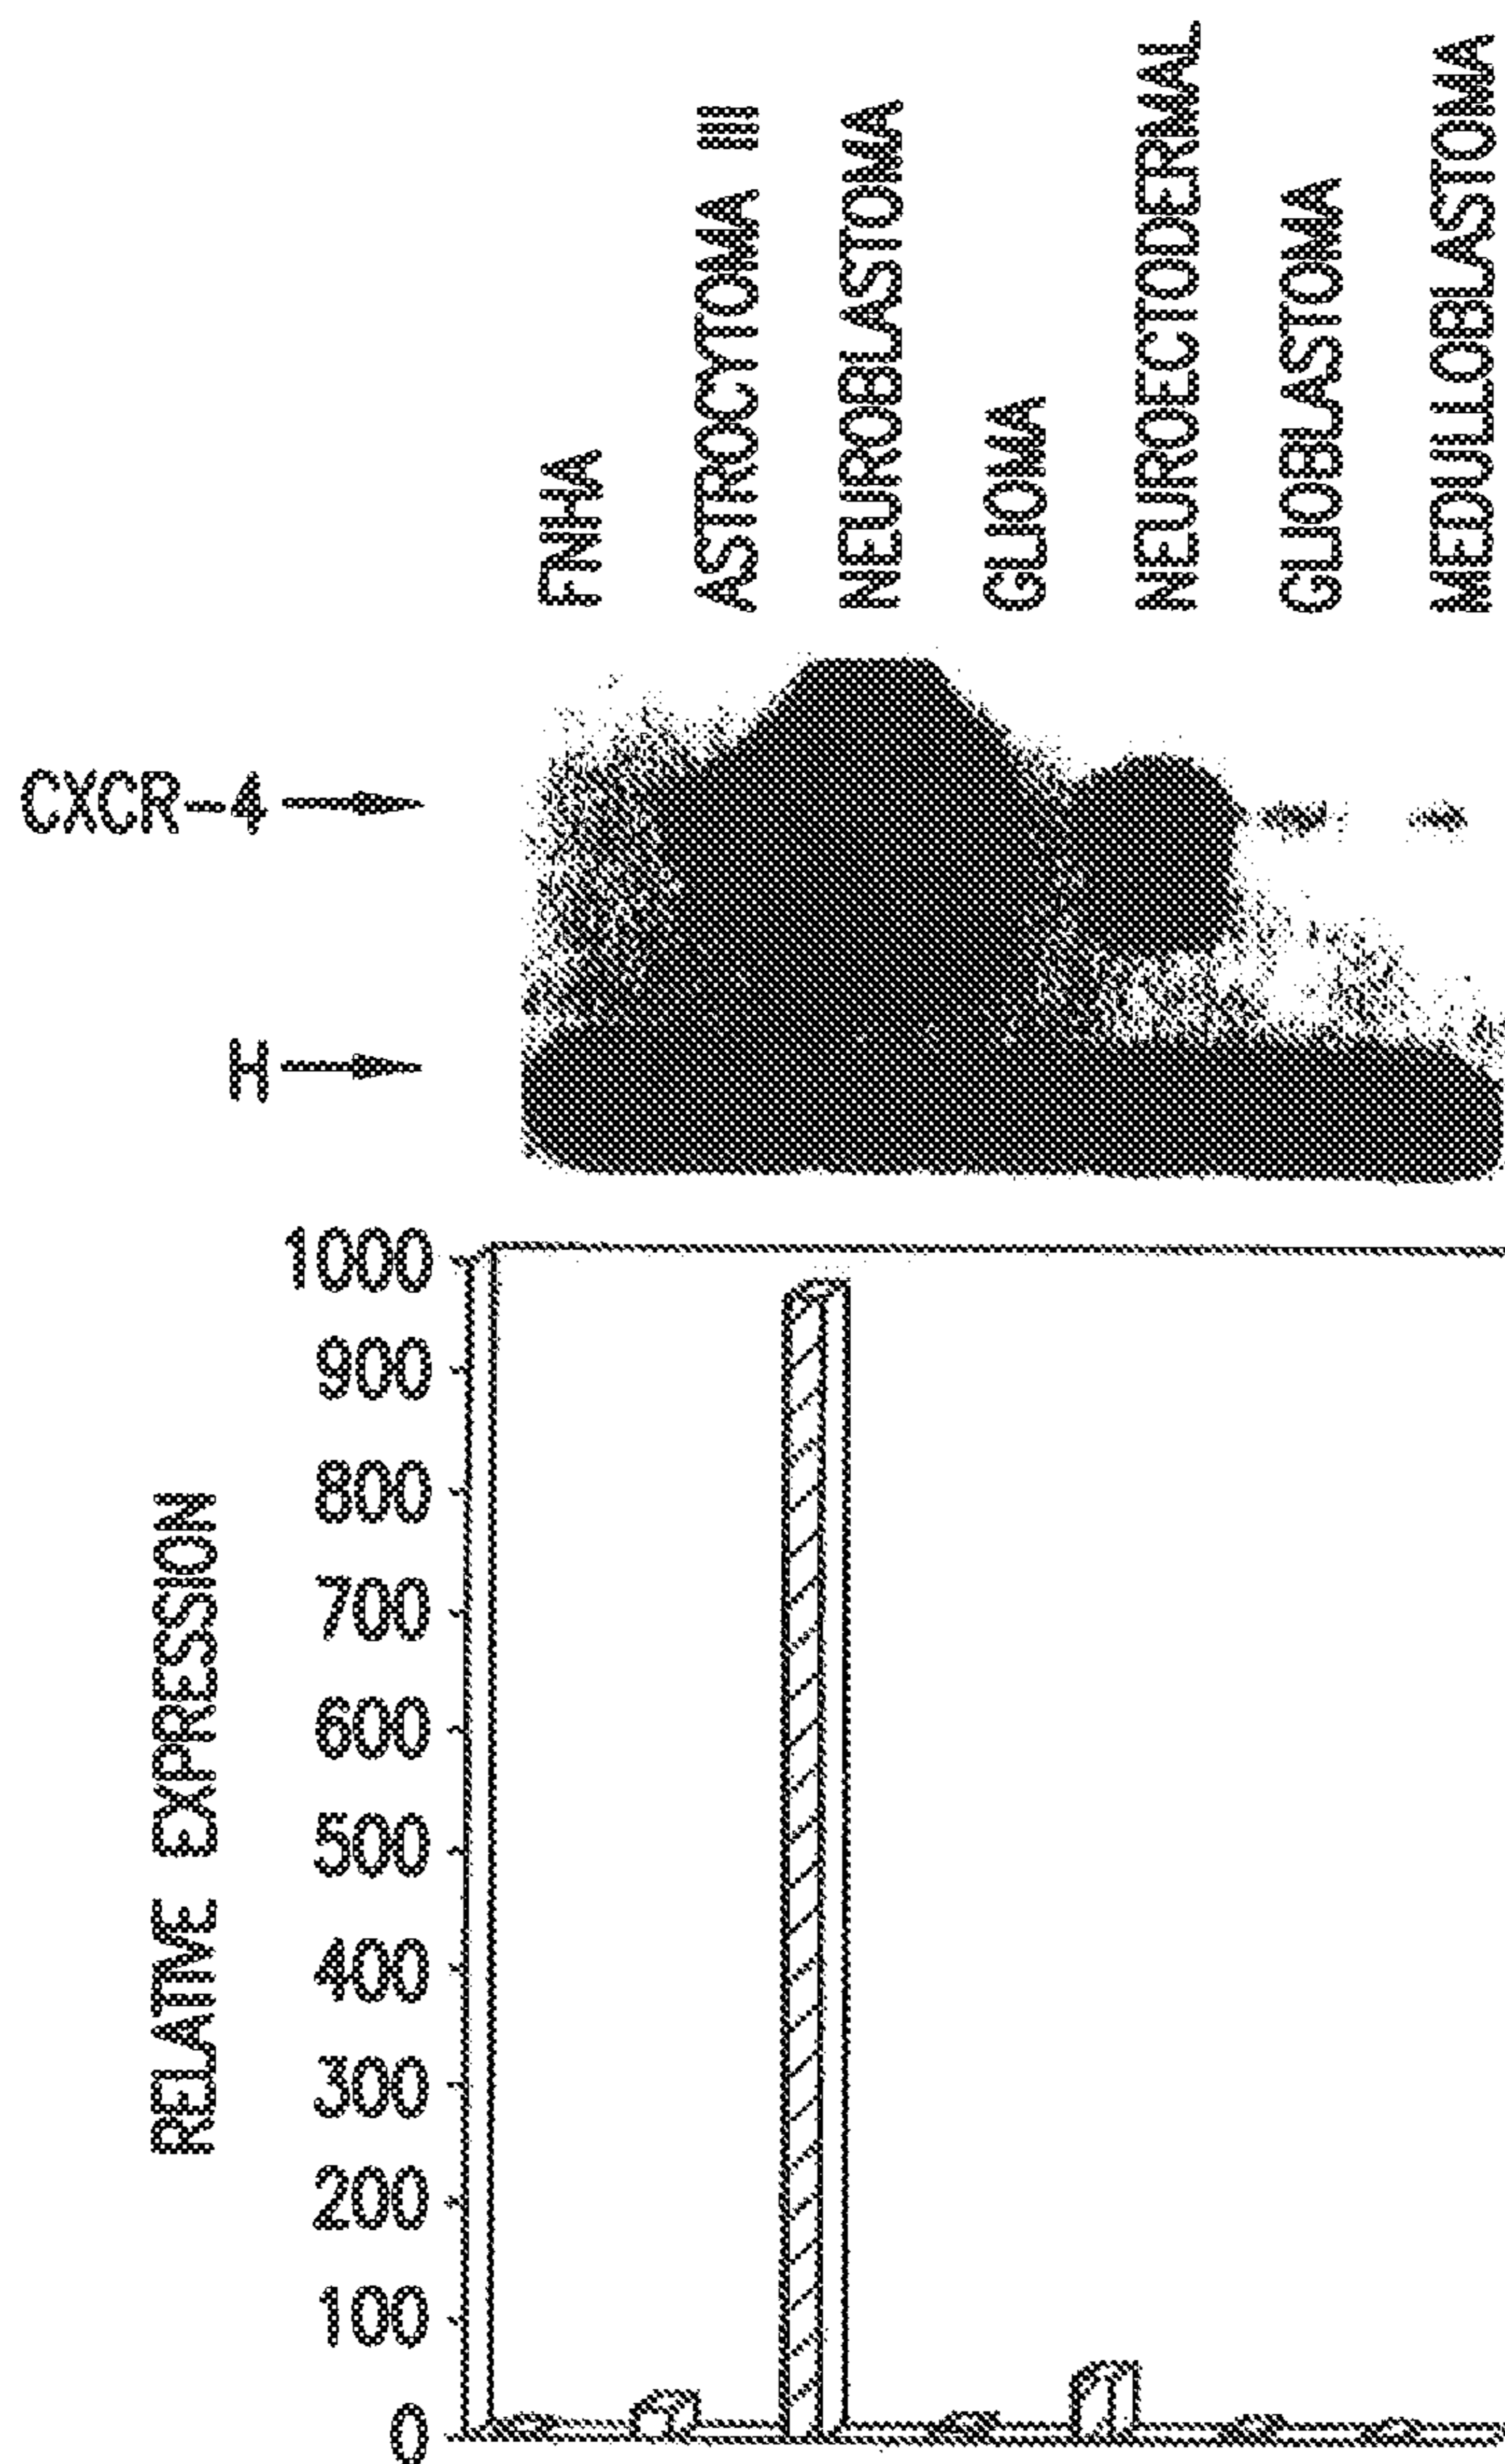 FNHA
ASTROCYTOMA III
NEUROBLASTOMA
GLIOMA
NEUROECTODERMAL
GLIOBLASTOMA
MEDULLOBLASTOMA
CXCR-4
H
RELATIVE EXPRESSION
1000
900
800
700
600
500
400
300
200
100
0